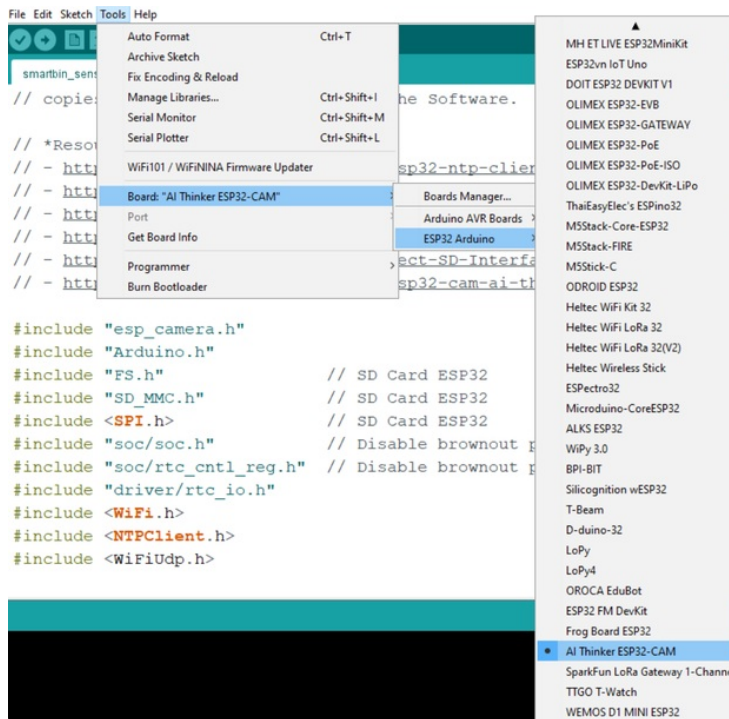 File Edit Sketch Tools Help
smartbin_sens
Auto Format Ctrl+T
Archive Sketch
Fix Encoding & Reload
Manage Libraries... Ctrl+Shift+I
Serial Monitor Ctrl+Shift+M
Serial Plotter Ctrl+Shift+L
WiFi101 / WiFiNINA Firmware Updater
Board: "AI Thinker ESP32-CAM"
Port
Get Board Info
Programmer
Burn Bootloader
Boards Manager...
Arduino AVR Boards
ESP32 Arduino
// copies he Software.
// *Resou
// - http sp32-ntp-clien
// - http
// - http
// - http
// - http ect-SD-Interfa
// - http sp32-cam-ai-th
#include "esp_camera.h"
#include "Arduino.h"
#include "FS.h" // SD Card ESP32
#include "SD_MMC.h" // SD Card ESP32
#include <SPI.h> // SD Card ESP32
#include "soc/soc.h" // Disable brownout p
#include "soc/rtc_cntl_reg.h" // Disable brownout p
#include "driver/rtc_io.h"
#include <WiFi.h>
#include <NTPClient.h>
#include <WiFiUdp.h>
MH ET LIVE ESP32MiniKit
ESP32vn IoT Uno
DOIT ESP32 DEVKIT V1
OLIMEX ESP32-EVB
OLIMEX ESP32-GATEWAY
OLIMEX ESP32-PoE
OLIMEX ESP32-PoE-ISO
OLIMEX ESP32-DevKit-LiPo
ThaiEasyElec's ESPino32
M5Stack-Core-ESP32
M5Stack-FIRE
M5Stick-C
ODROID ESP32
Heltec WiFi Kit 32
Heltec WiFi LoRa 32
Heltec WiFi LoRa 32(V2)
Heltec Wireless Stick
ESPectro32
Microduino-CoreESP32
ALKS ESP32
WiPy 3.0
BPI-BIT
Silicognition wESP32
T-Beam
D-duino-32
LoPy
LoPy4
OROCA EduBot
ESP32 FM DevKit
Frog Board ESP32
AI Thinker ESP32-CAM
SparkFun LoRa Gateway 1-Channe
TTGO T-Watch
WEMOS D1 MINI ESP32